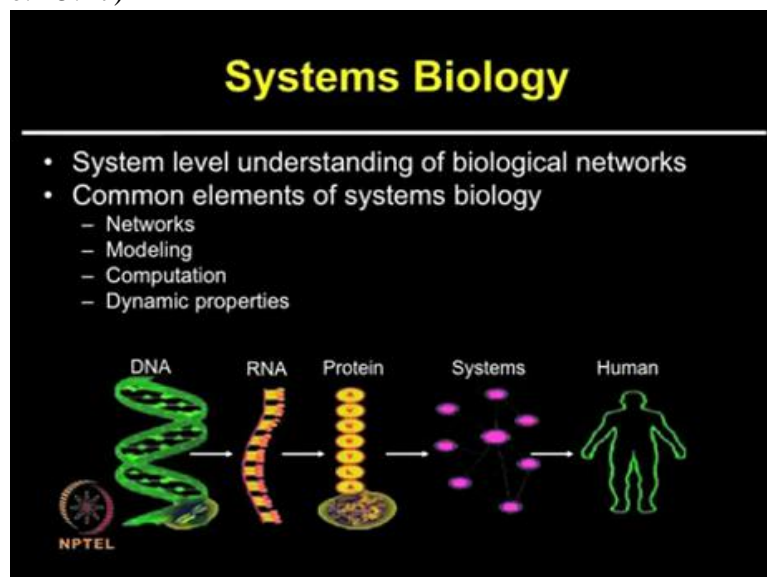 Systems Biology
• System level understanding of biological networks
• Common elements of systems biology
– Networks
– Modeling
– Computation
– Dynamic properties
DNA RNA Protein Systems Human
NPTEL